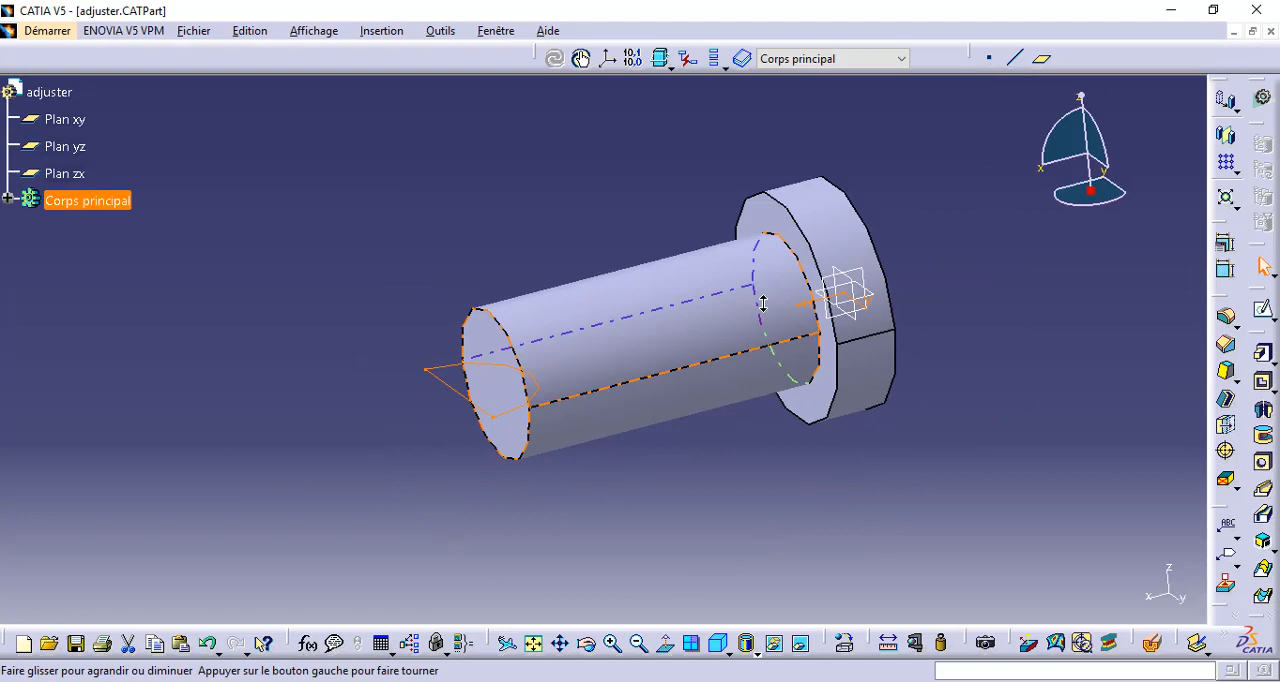 CATIA V5 - [adjuster.CATPart]
Démarrer ENOVIA V5 VPM Fichier Edition Affichage Insertion Outils Fenêtre Aide
10,1
10,0
Corps principal
adjuster
Plan xy
Plan yz
Plan zx
Corps principal
z
x
y
ABC
z
x
y
f(x)
CATIA
Faire glisser pour agrandir ou diminuer Appuyer sur le bouton gauche pour faire tourner